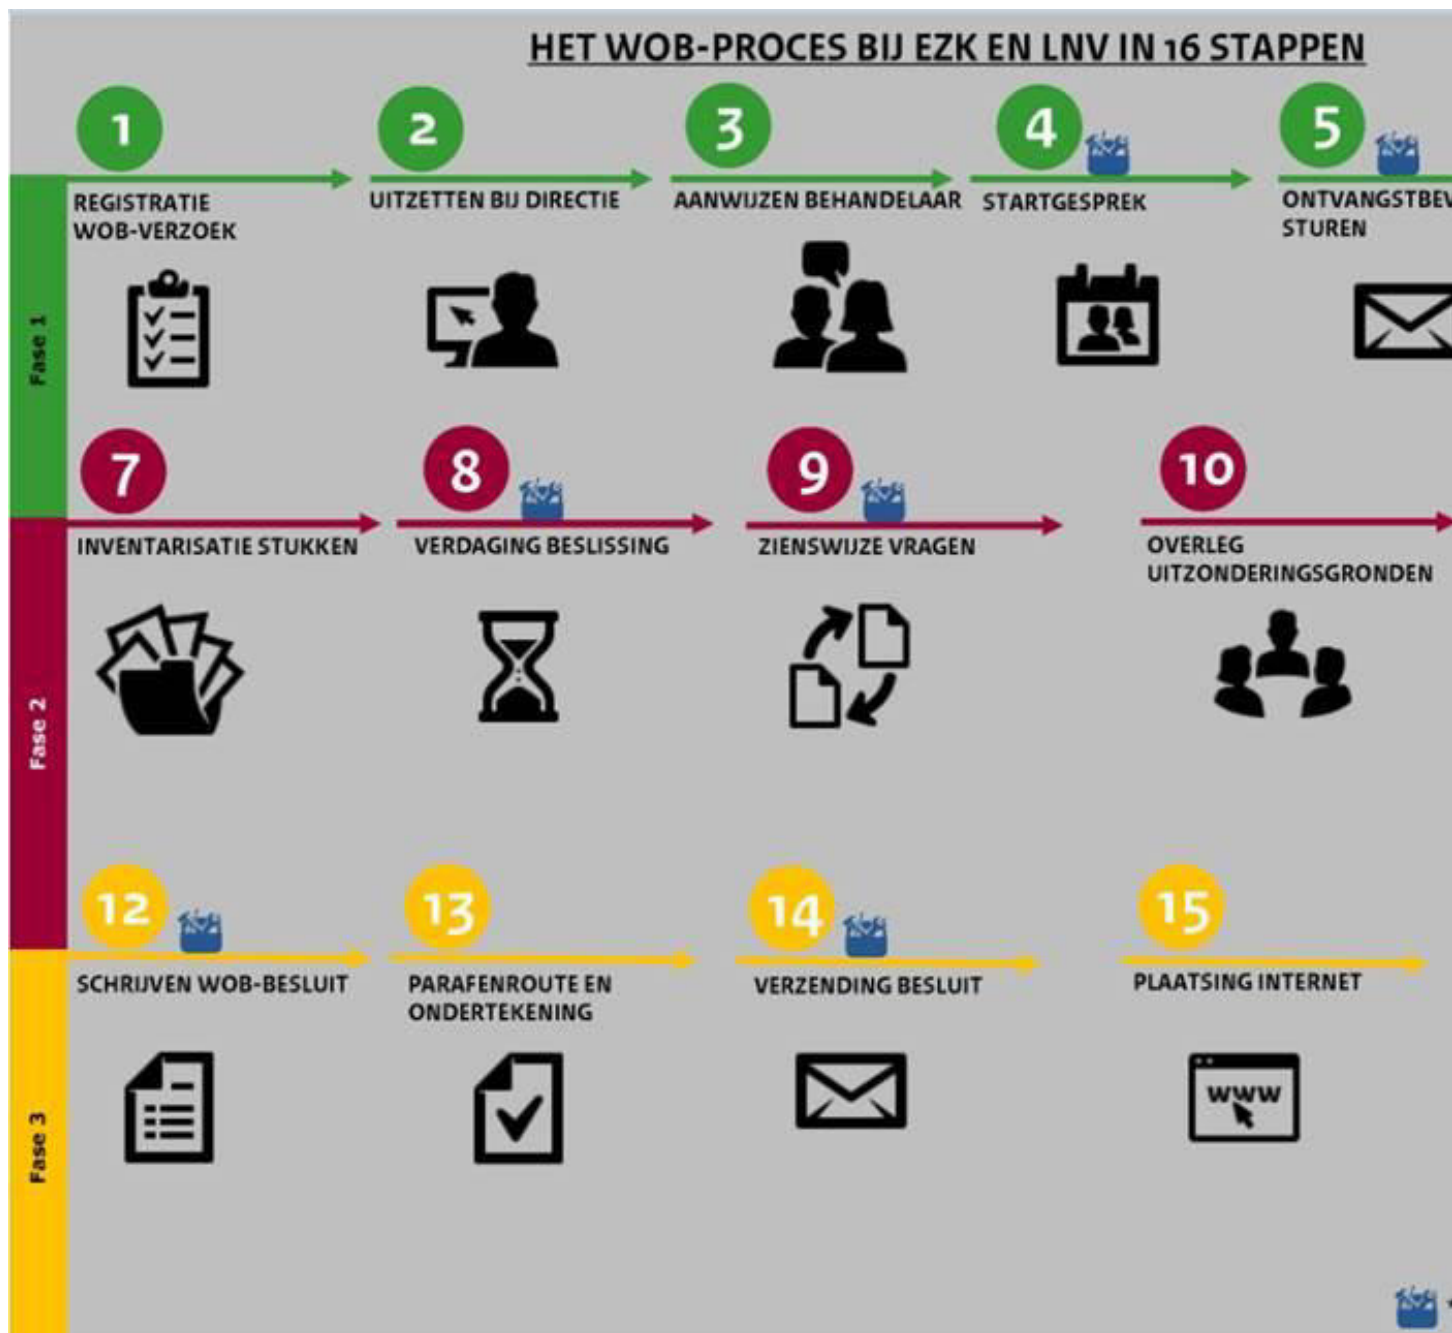 HET WOB-PROCES BIJ EZK EN LNV IN 16 STAPPEN
Fase 1
1
REGISTRATIE
WOB-VERZOEK
2
UITZETTEN BIJ DIRECTIE
3
AANWIJZEN BEHANDELAAR
4
STARTGESPREK
5
ONTVANGSTBEV
STUREN
Fase 2
7
INVENTARISATIE STUKKEN
8
VERDAGING BESLISSING
9
ZIENSWIJZE VRAGEN
10
OVERLEG
UITZONDERINGSGRONDEN
Fase 3
12
SCHRIJVEN WOB-BESLUIT
13
PARAFENROUTE EN
ONDERTEKENING
14
VERZENDING BESLUIT
15
PLAATSING INTERNET
www